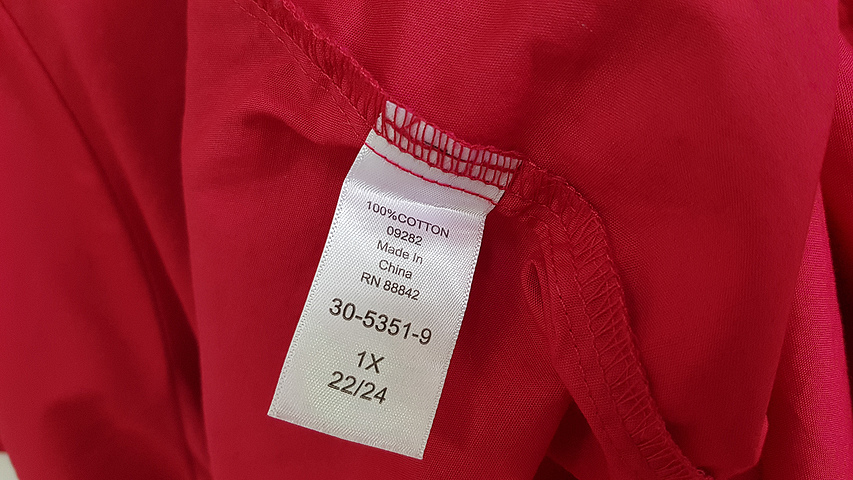 100%COTTON
09282
Made In
China
RN 88842
30-5351-9
1X
22/24